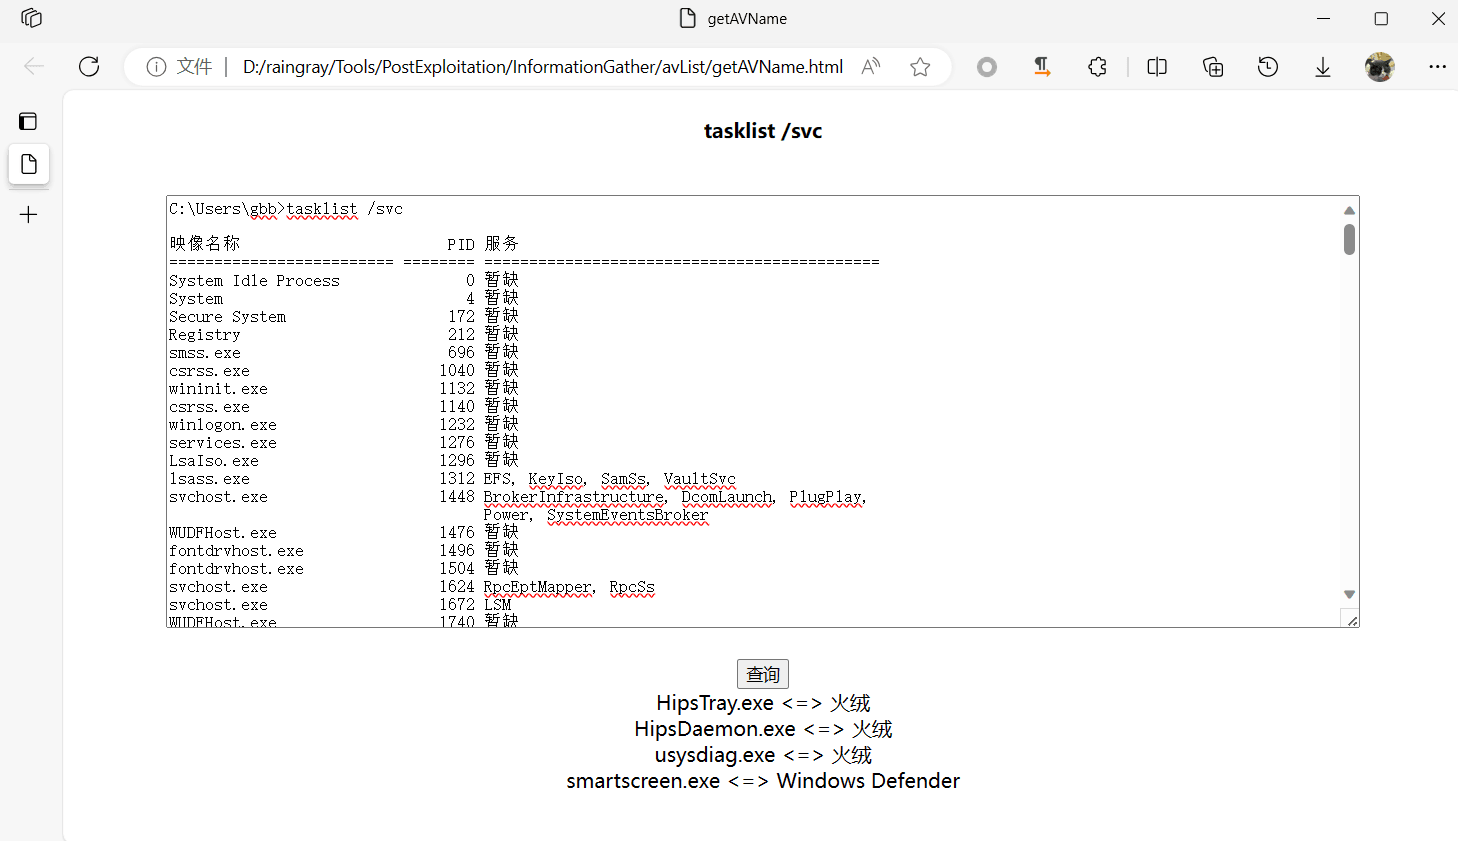 getAVName
文件 | D:/raingray/Tools/PostExploitation/InformationGather/avList/getAVName.html
tasklist /svc
C:\Users\gbb>tasklist /svc
映像名称 PID 服务
========================= ======== ============================================
System Idle Process 0 暂缺
System 4 暂缺
Secure System 172 暂缺
Registry 212 暂缺
smss.exe 696 暂缺
csrss.exe 1040 暂缺
wininit.exe 1132 暂缺
csrss.exe 1140 暂缺
winlogon.exe 1232 暂缺
services.exe 1276 暂缺
LsaIso.exe 1296 暂缺
lsass.exe 1312 EFS, KeyIso, SamSs, VaultSvc
svchost.exe 1448 BrokerInfrastructure, DcomLaunch, PlugPlay,
Power, SystemEventsBroker
WUDFHost.exe 1476 暂缺
fontdrvhost.exe 1496 暂缺
fontdrvhost.exe 1504 暂缺
svchost.exe 1624 RpcEptMapper, RpcSs
svchost.exe 1672 LSM
WUDFHost.exe 1740 暂缺
查询
HipsTray.exe <=> 火绒
HipsDaemon.exe <=> 火绒
usysdiag.exe <=> 火绒
smartscreen.exe <=> Windows Defender